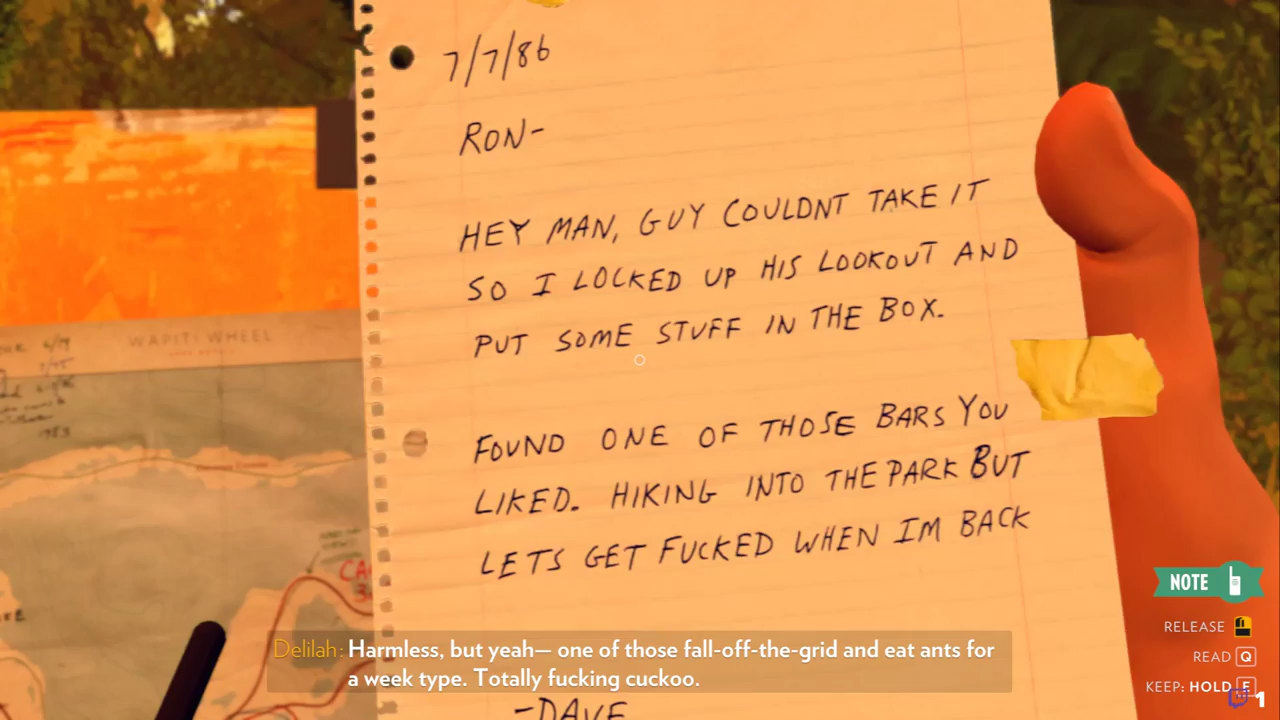 7/7/86
RON-
HEY MAN, GUY COULDNT TAKE IT
SO I LOCKED UP HIS LOOKOUT AND
PUT SOME STUFF IN THE BOX.
FOUND ONE OF THOSE BARS YOU
LIKED. HIKING INTO THE PARK BUT
LETS GET FUCKED WHEN IM BACK
-DAVE
WAPITI WHEEL
1983
Delilah: Harmless, but yeah— one of those fall-off-the-grid and eat ants for
a week type. Totally fucking cuckoo.
NOTE
RELEASE
READ Q
KEEP: HOLD E
1